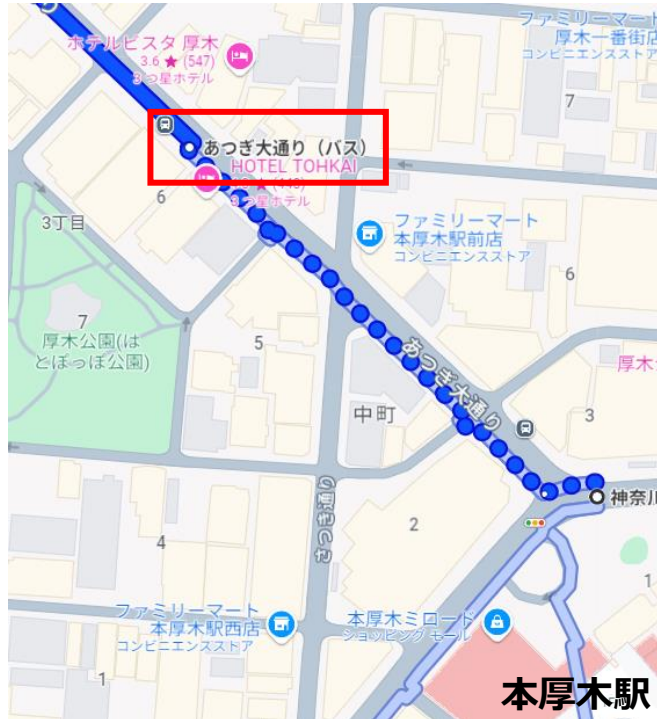 ファミリーマート
厚木一番街店
コンビニエンスストア
ホテルビスタ 厚木
3.6 ★ (547)
3 つ星ホテル
7
あつぎ大通り（バス）
HOTEL TOHKAI
3 つ星ホテル
6
3丁目
ファミリーマート
本厚木駅前店
コンビニエンスストア
6
7
厚木公園(は
とぽっぽ公園)
5
あつぎ大通り
厚木
中町
3
さつき通り
神奈川
2
4
1
ファミリーマート
本厚木駅西店
コンビニエンスストア
本厚木ミロード
ショッピング モール
1
本厚木駅